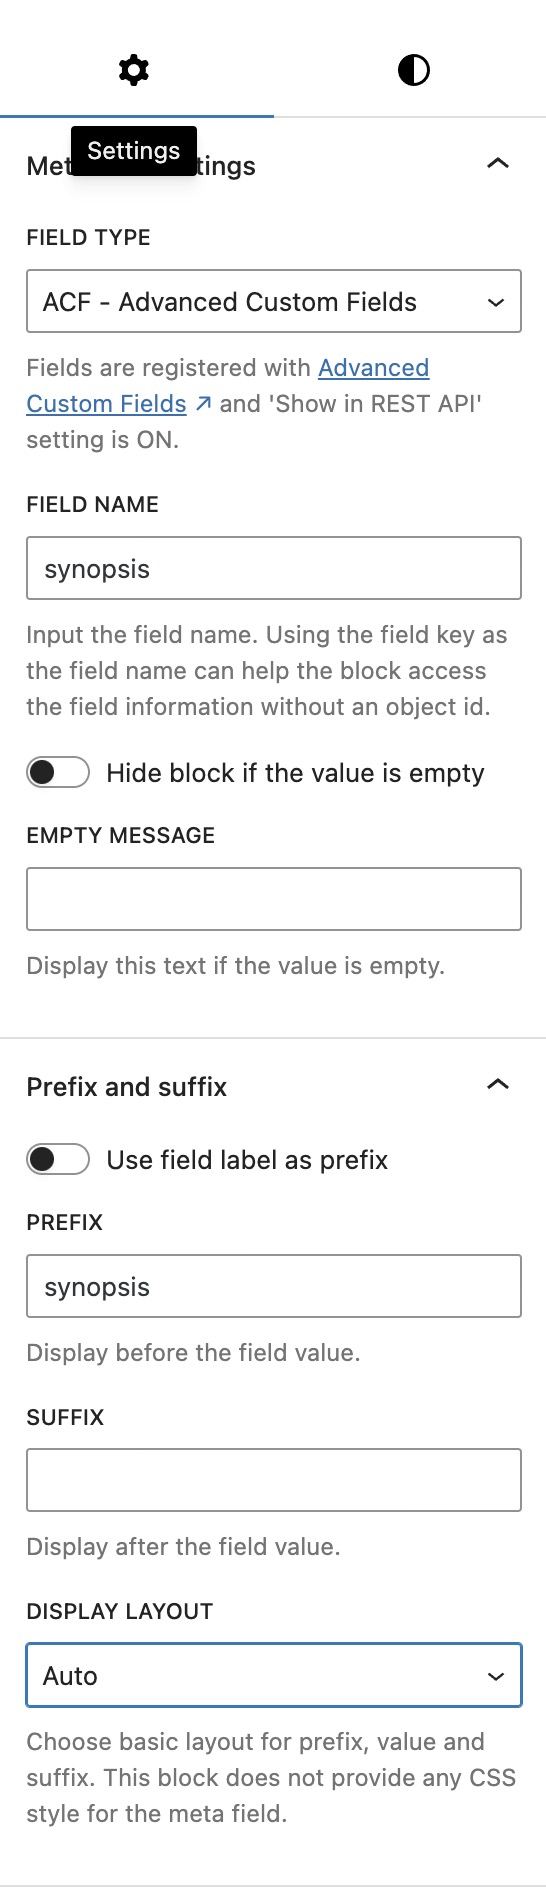 Settings
Met tings
FIELD TYPE
ACF - Advanced Custom Fields
Fields are registered with Advanced
Custom Fields ↗ and 'Show in REST API'
setting is ON.
FIELD NAME
synopsis
Input the field name. Using the field key as
the field name can help the block access
the field information without an object id.
Hide block if the value is empty
EMPTY MESSAGE
Display this text if the value is empty.
Prefix and suffix
Use field label as prefix
PREFIX
synopsis
Display before the field value.
SUFFIX
Display after the field value.
DISPLAY LAYOUT
Auto
Choose basic layout for prefix, value and
suffix. This block does not provide any CSS
style for the meta field.